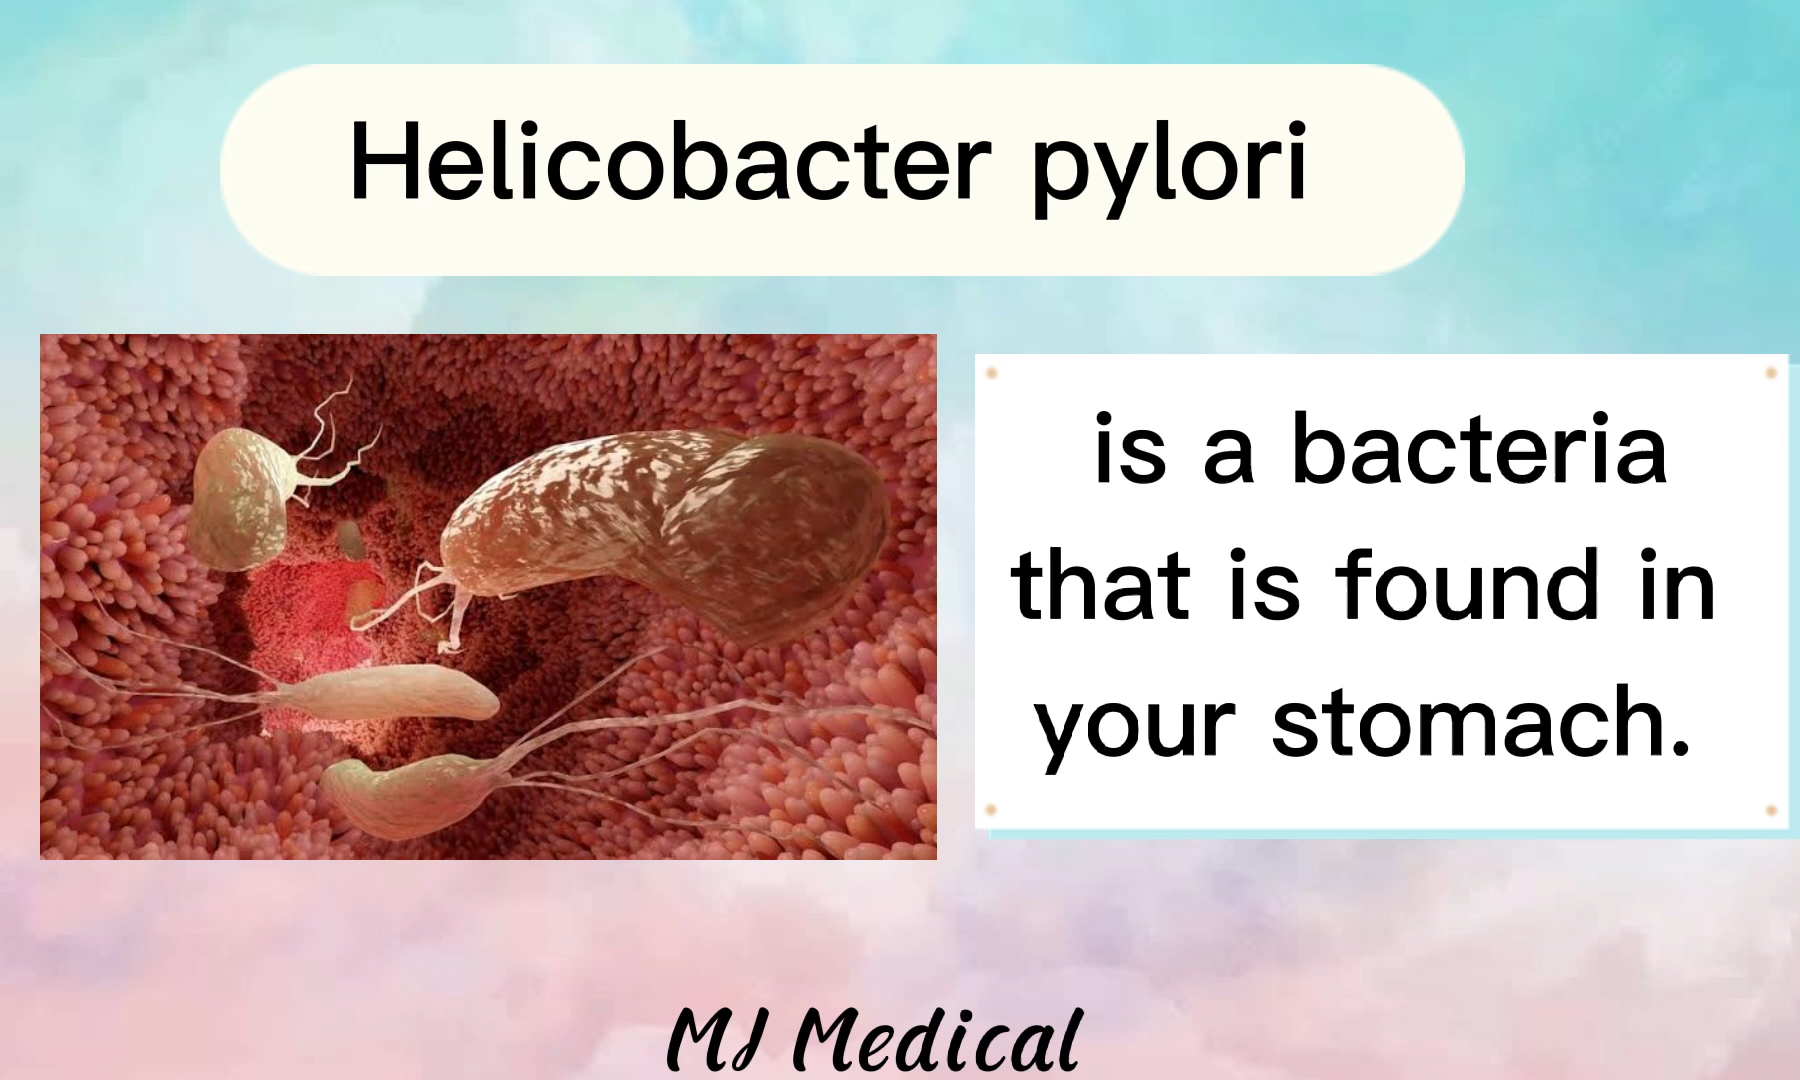 Helicobacter pylori
is a bacteria
that is found in
your stomach.
MJ Medical